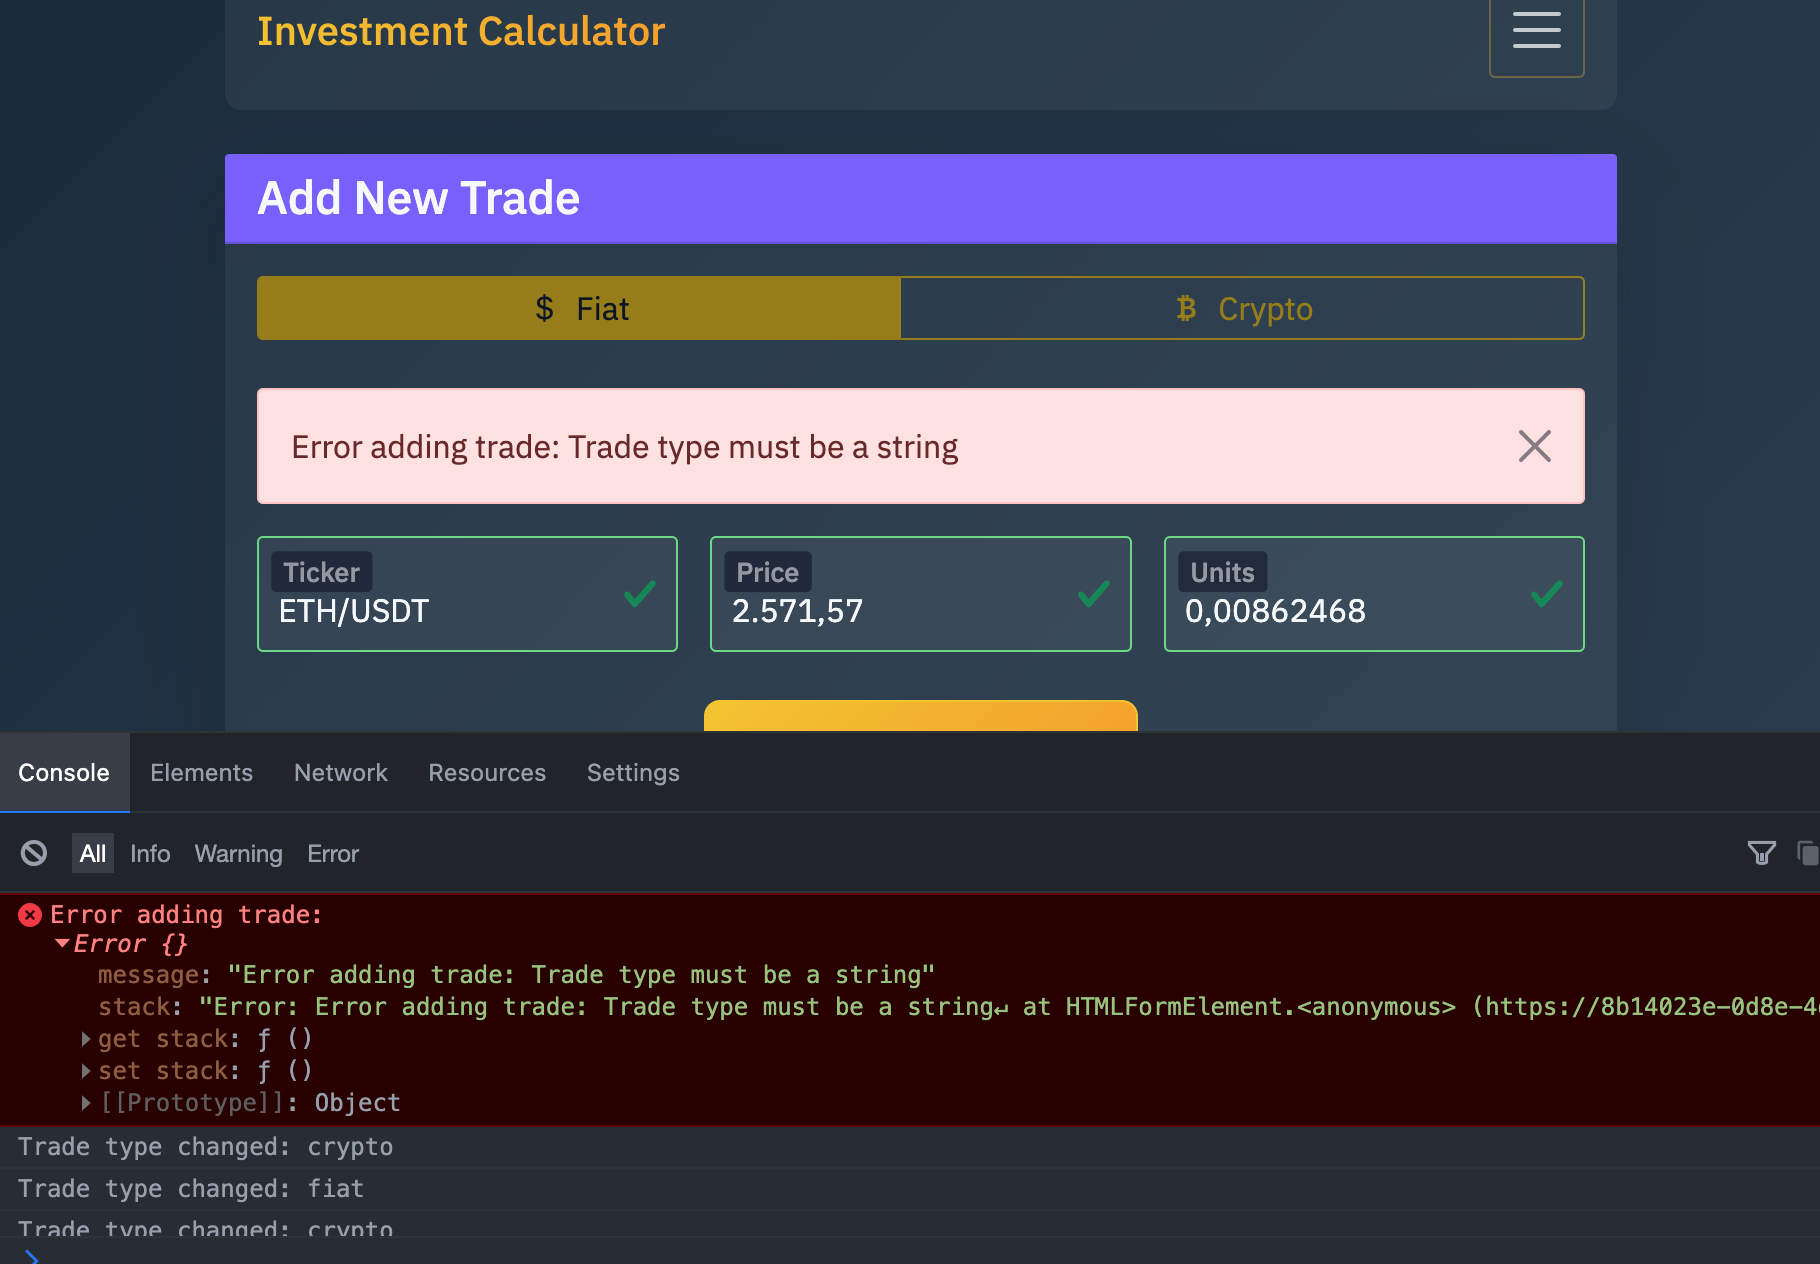 Investment Calculator
Add New Trade
$ Fiat
₿ Crypto
Error adding trade: Trade type must be a string
Ticker
ETH/USDT
Price
2.571,57
Units
0,00862468
Console Elements Network Resources Settings
All Info Warning Error
Error adding trade:
Error {}
message: "Error adding trade: Trade type must be a string"
stack: "Error: Error adding trade: Trade type must be a string↵ at HTMLFormElement.<anonymous> (https://8b14023e-0d8e-4
get stack: ƒ ()
set stack: ƒ ()
[[Prototype]]: Object
Trade type changed: crypto
Trade type changed: fiat
Trade type changed: crypto